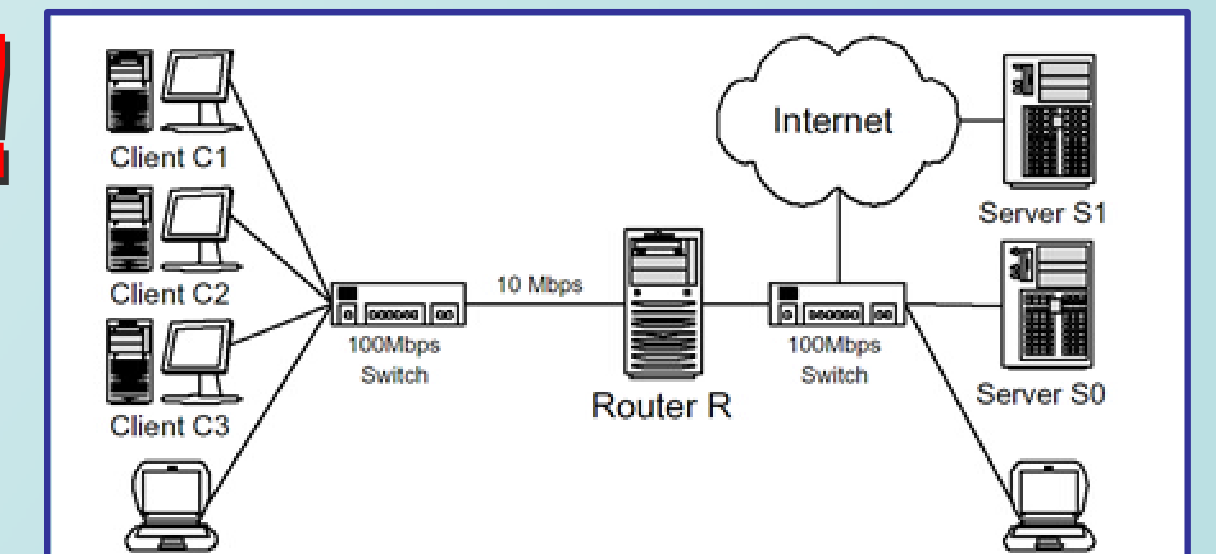 Client C1
Client C2
Client C3
100Mbps
Switch
10 Mbps
Router R
Internet
100Mbps
Switch
Server S1
Server S0